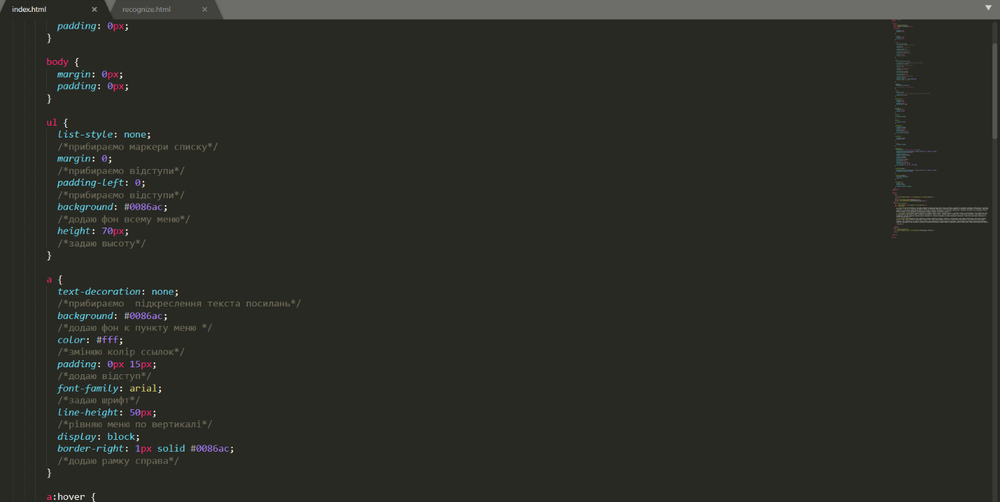 index.html
recognize.html
padding: 0px;
}
body {
margin: 0px;
padding: 0px;
}
ul {
list-style: none;
/*прибираємо маркери списку*/
margin: 0;
/*прибираємо відступи*/
padding-left: 0;
/*прибираємо відступи*/
background: #0086ac;
/*додаю фон всему меню*/
height: 70px;
/*задаю высоту*/
}
a {
text-decoration: none;
/*прибираємо  підкреслення текста посилань*/
background: #0086ac;
/*додаю фон к пункту меню */
color: #fff;
/*змінюю колір ссылок*/
padding: 0px 15px;
/*додаю відступ*/
font-family: arial;
/*задаю шрифт*/
line-height: 50px;
/*рівняю меню по вертикалі*/
display: block;
border-right: 1px solid #0086ac;
/*додаю рамку справа*/
}
a:hover {